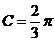 C = 2/3 π